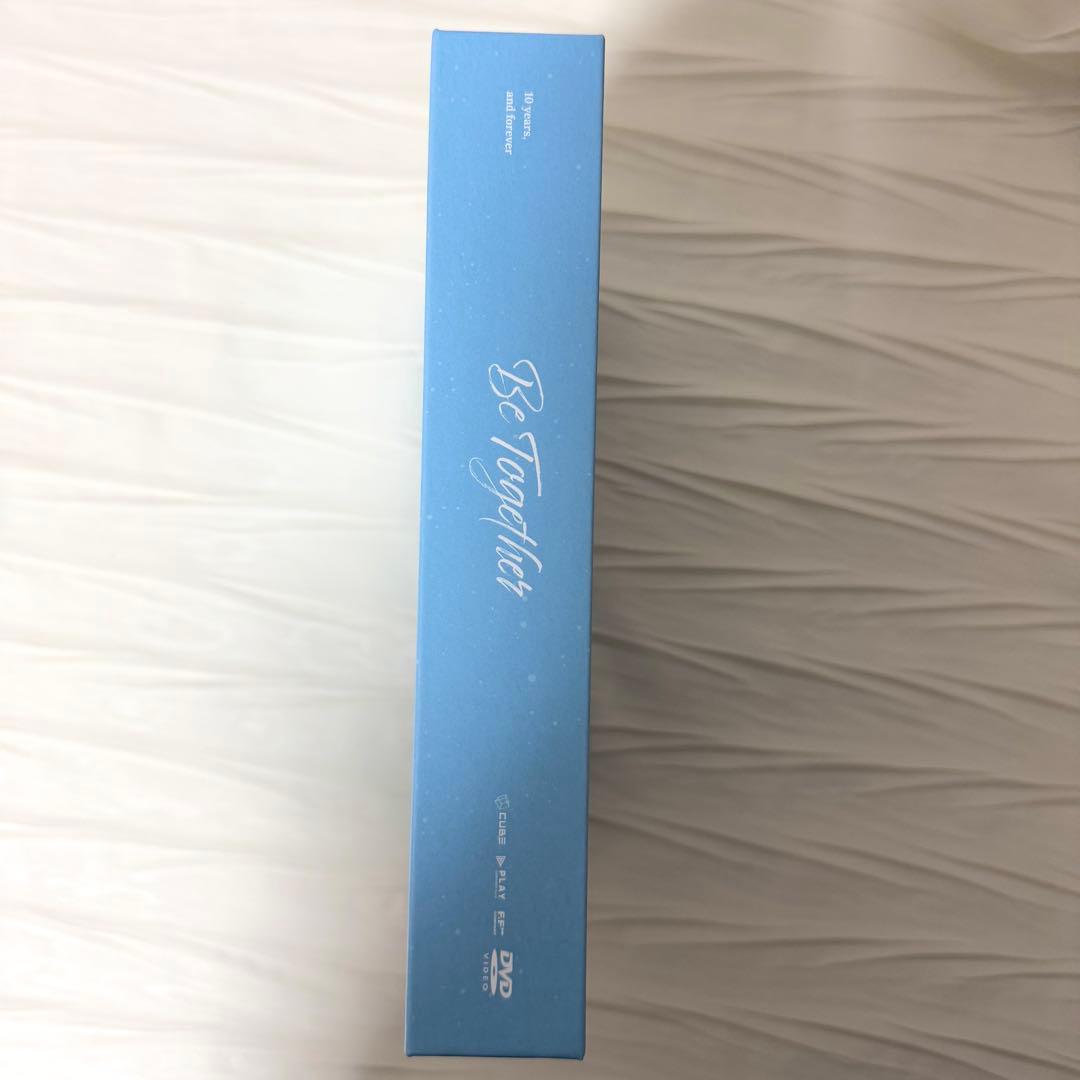 10 years,
and forever
Be Together
CUBE
PLAY
DVD
VIDEO